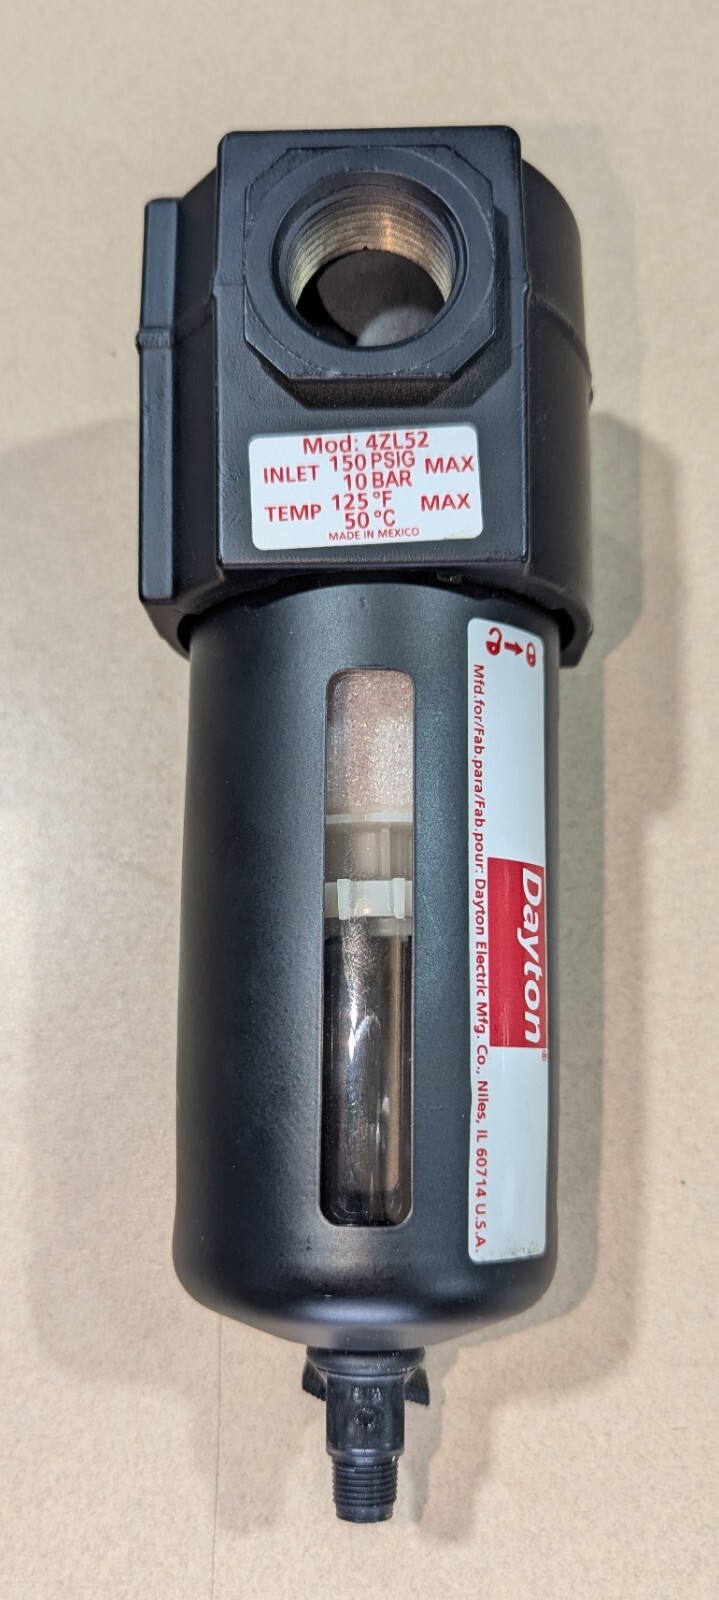 Mod: 4ZL52
INLET 150 PSIG MAX
10 BAR
TEMP 125 °F MAX
50 °C
MADE IN MEXICO
Mfd.for/Fab.para/Fab.pour: Dayton Electric Mfg. Co., Niles, IL 60714 U.S.A.
Dayton®